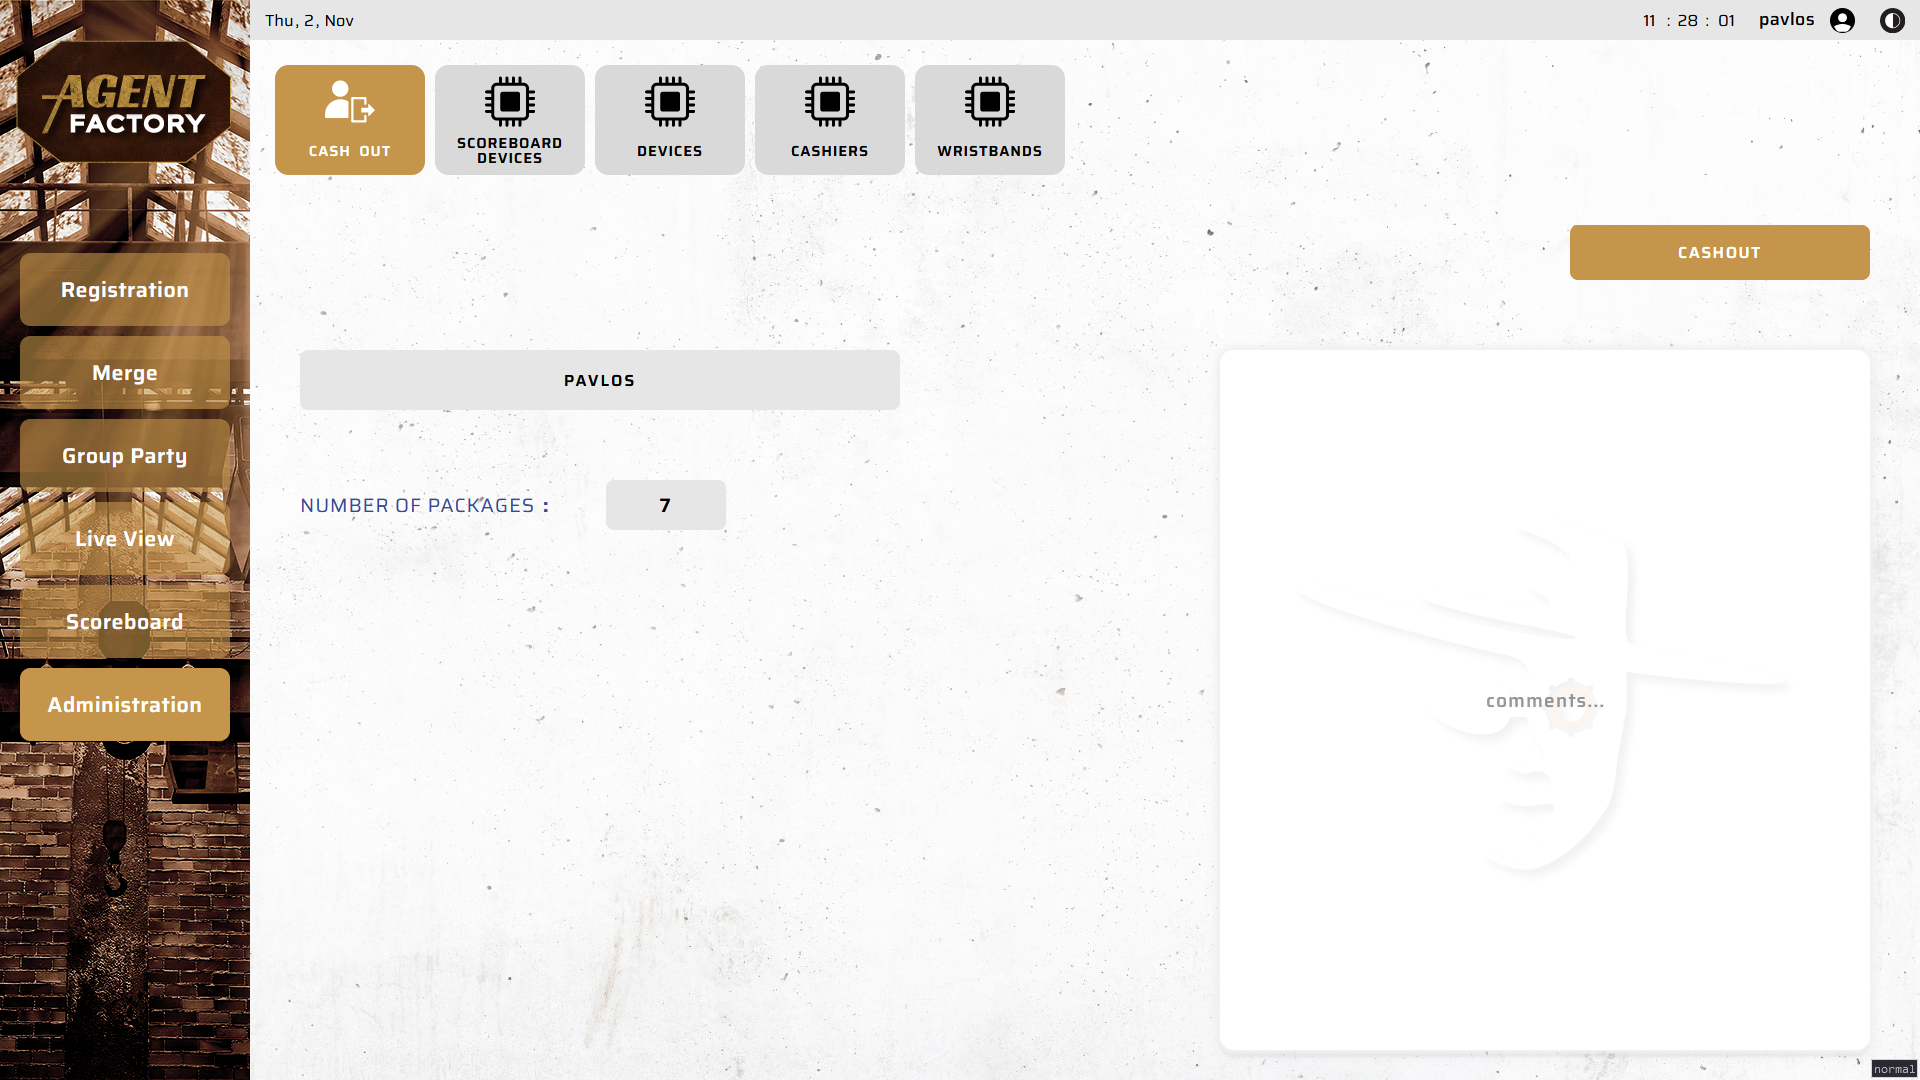 Thu, 2, Nov
11 : 28 : 01
pavlos
AGENT
FACTORY
CASH OUT
SCOREBOARD
DEVICES
DEVICES
CASHIERS
WRISTBANDS
CASHOUT
Registration
Merge
Group Party
Live View
Scoreboard
Administration
PAVLOS
NUMBER OF PACKAGES :
7
comments...
normal